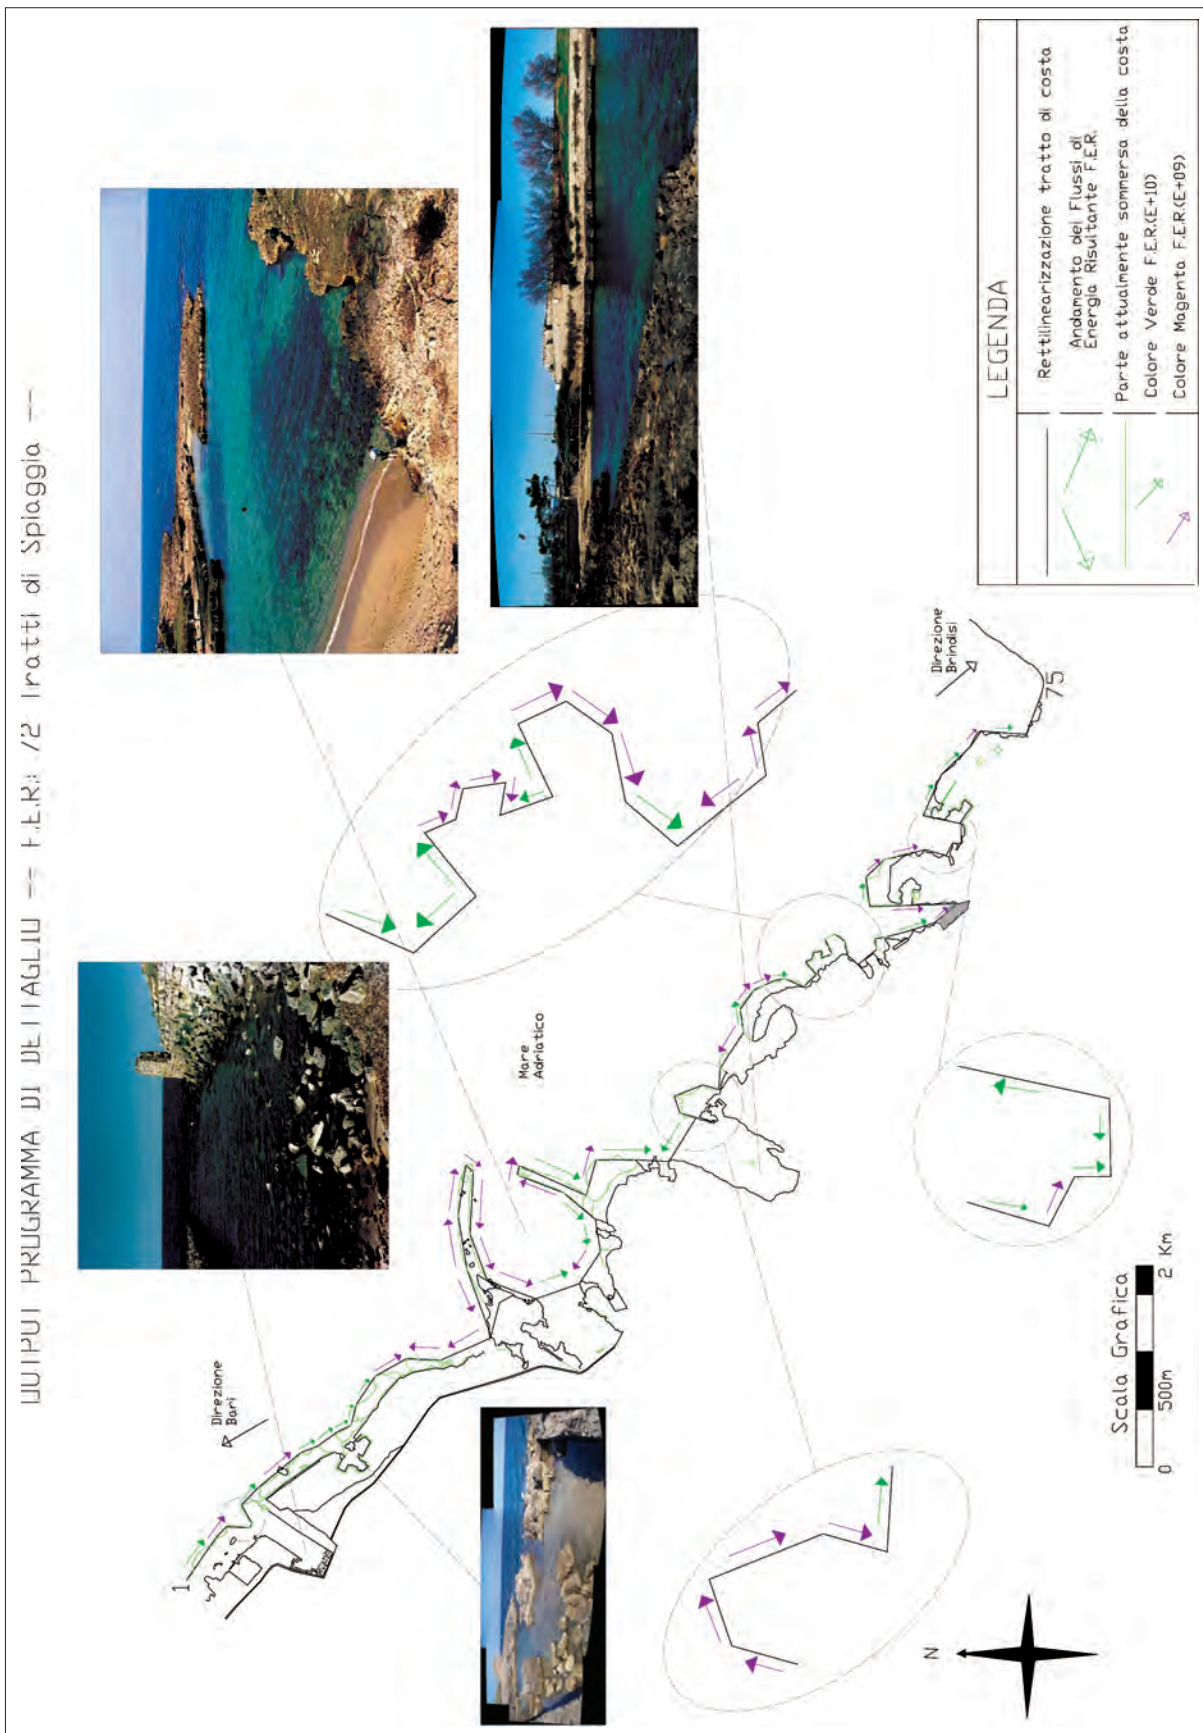 OUTPUT PROGRAMMA DI DETTAGLIO -- F.E.R.: 72 Tratti di Spiaggia --
1
Direzione
Bari
Mare
Adriatico
Direzione
Brindisi
75
N
Scala Grafica
0 500m 2 Km
LEGENDA
Rettilinearizzazione tratto di costa
Andamento dei Flussi di
Energia Risultante F.E.R.
Parte attualmente sommersa della costa
Colore Verde F.E.R.(E+10)
Colore Magenta F.E.R.(E+09)